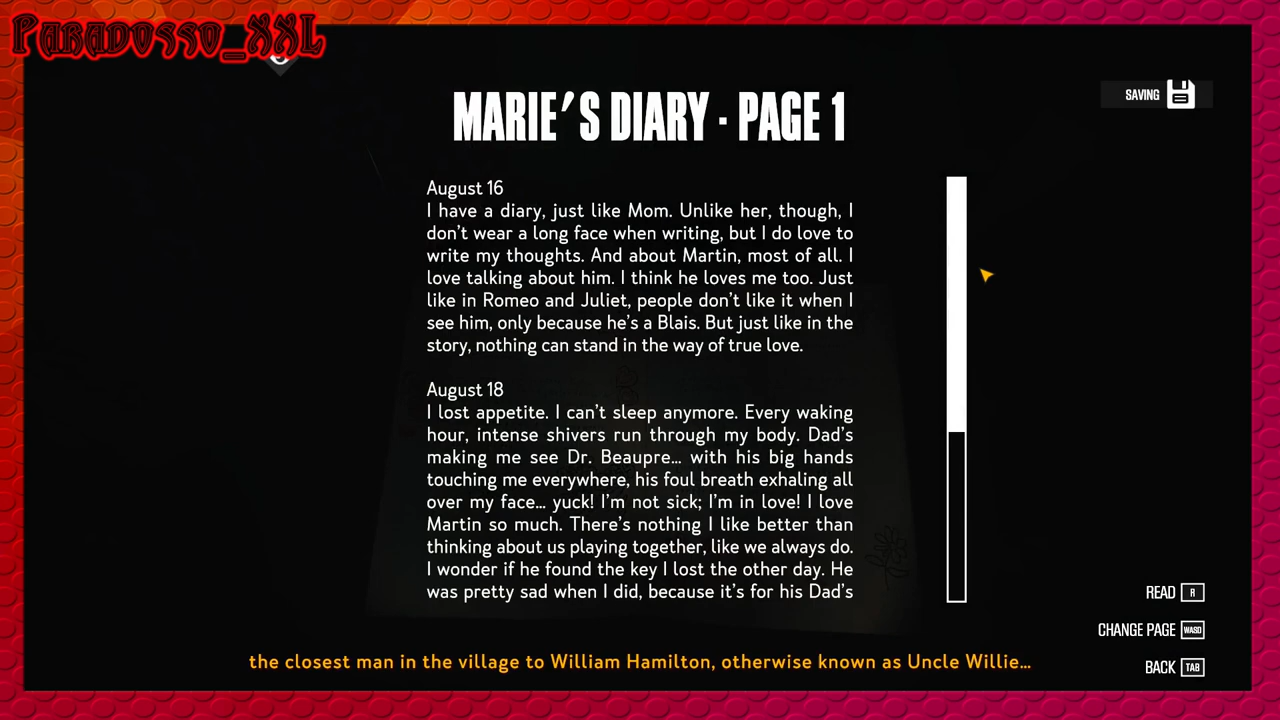 Paradosso_XXL
SAVING
MARIE'S DIARY · PAGE 1
August 16
I have a diary, just like Mom. Unlike her, though, I
don't wear a long face when writing, but I do love to
write my thoughts. And about Martin, most of all. I
love talking about him. I think he loves me too. Just
like in Romeo and Juliet, people don't like it when I
see him, only because he's a Blais. But just like in the
story, nothing can stand in the way of true love.
August 18
I lost appetite. I can't sleep anymore. Every waking
hour, intense shivers run through my body. Dad's
making me see Dr. Beaupre... with his big hands
touching me everywhere, his foul breath exhaling all
over my face... yuck! I'm not sick; I'm in love! I love
Martin so much. There's nothing I like better than
thinking about us playing together, like we always do.
I wonder if he found the key I lost the other day. He
was pretty sad when I did, because it's for his Dad's
READ R
CHANGE PAGE WASD
BACK TAB
the closest man in the village to William Hamilton, otherwise known as Uncle Willie...